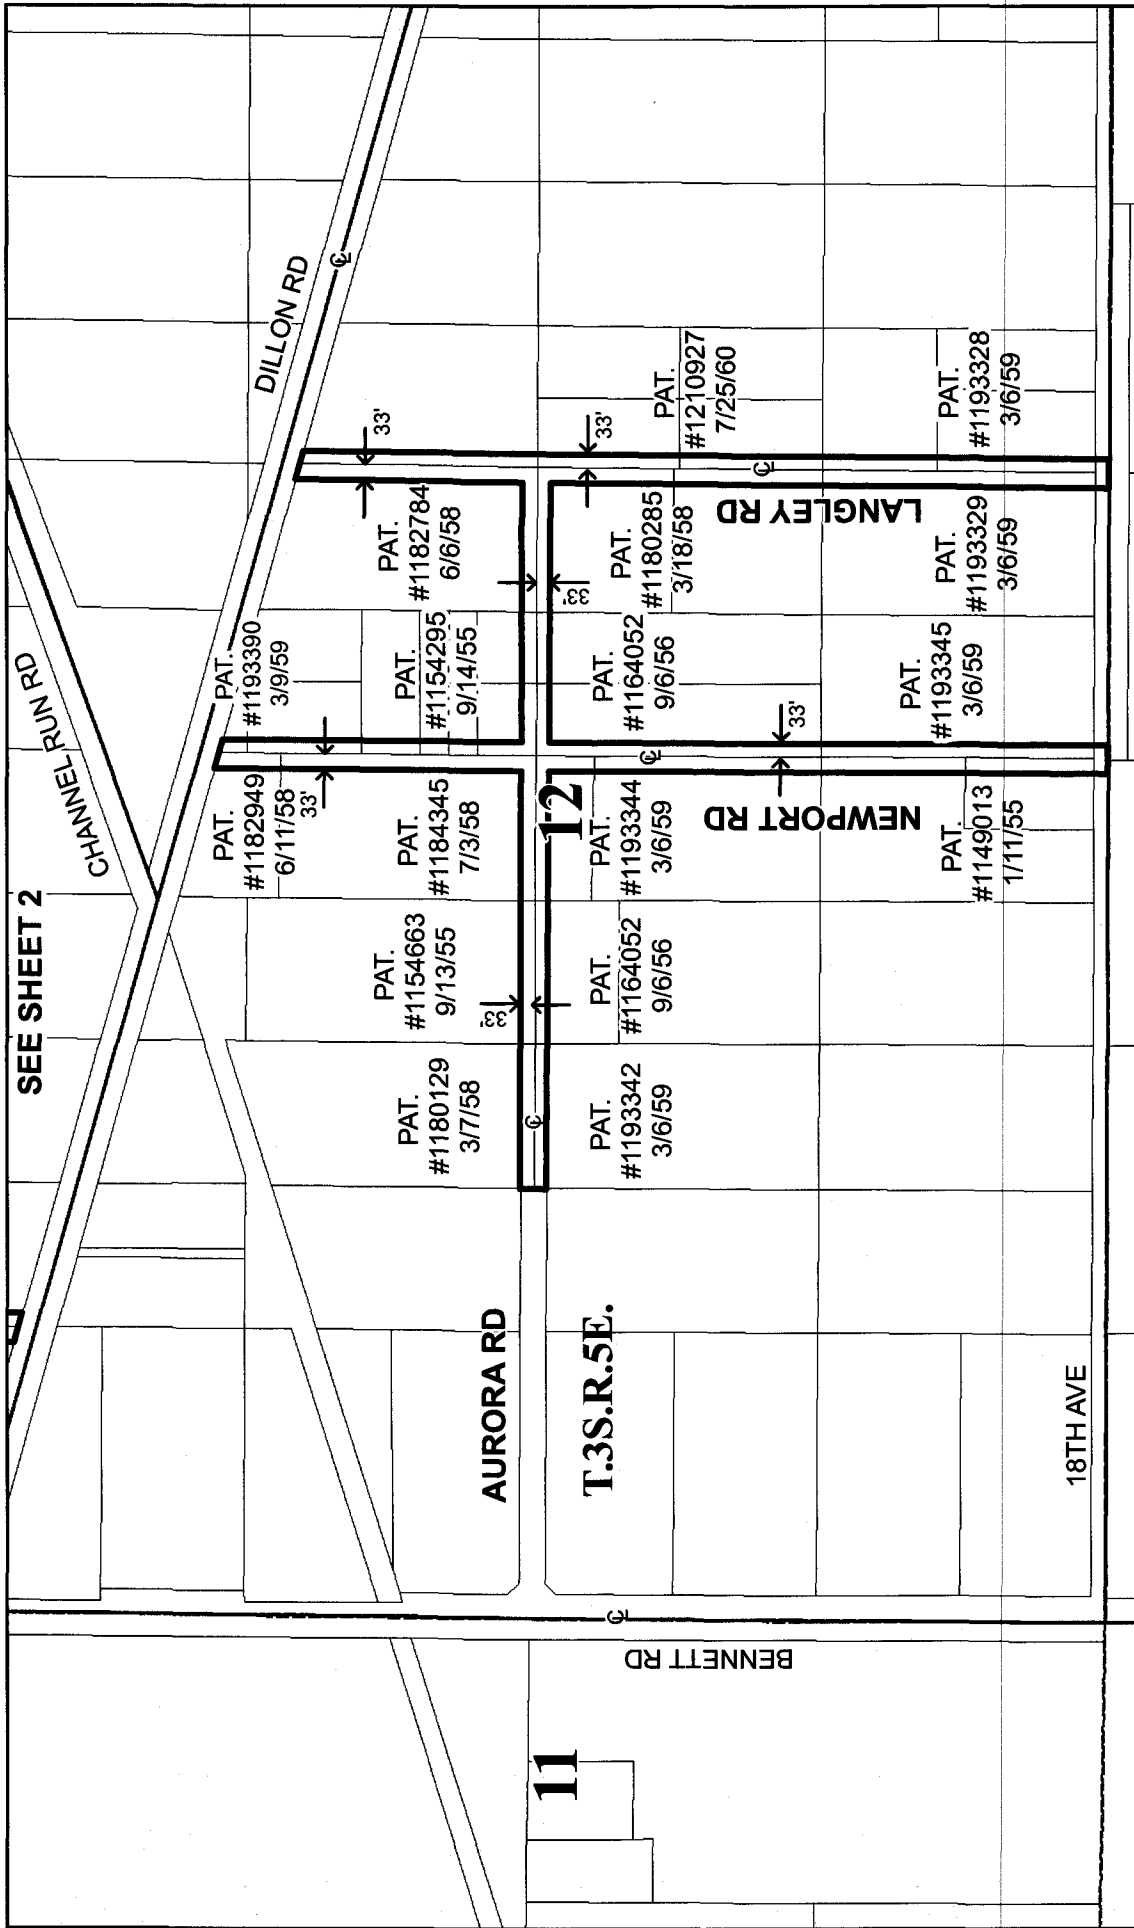 SEE SHEET 2
CHANNEL RUN RD
DILLON RD
PAT.
#1182949
6/11/58
33'
PAT.
#1193390
3/9/59
PAT.
#1180129
3/7/58
PAT.
#1154663
9/13/55
33'
PAT.
#1184345
7/3/58
PAT.
#1154295
9/14/55
PAT.
#1182784
6/6/58
33'
AURORA RD
12
11
T.3S.R.5E.
PAT.
#1193342
3/6/59
PAT.
#1164052
9/6/56
PAT.
#1193344
3/6/59
PAT.
#1164052
9/6/56
33'
PAT.
#1180285
3/18/58
33'
PAT.
#1210927
7/25/60
BENNETT RD
NEWPORT RD
33'
LANGLEY RD
PAT.
#1149013
1/11/55
PAT.
#1193345
3/6/59
PAT.
#1193329
3/6/59
PAT.
#1193328
3/6/59
18TH AVE
℄
℄
℄
℄
℄